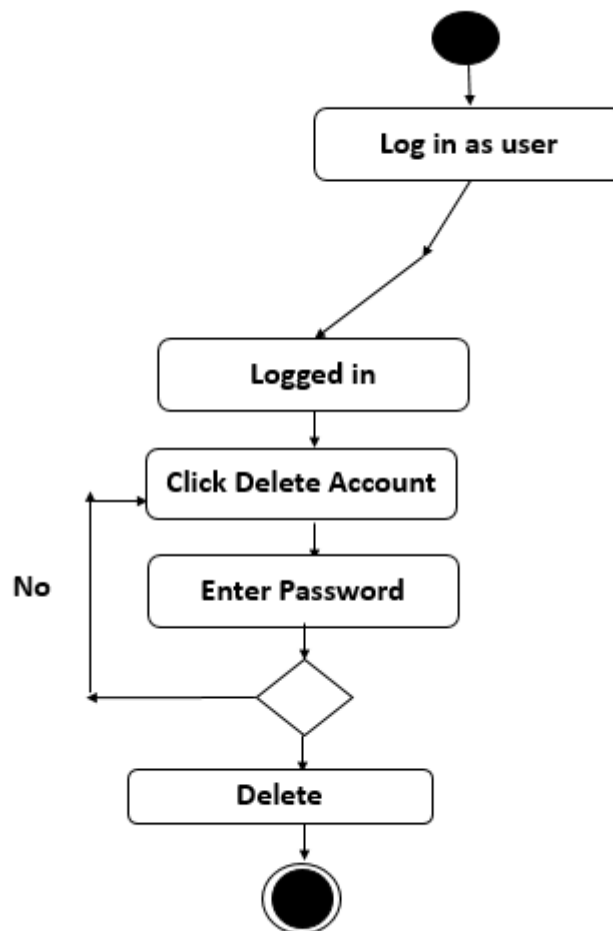 Log in as user
Logged in
Click Delete Account
Enter Password
No
Delete